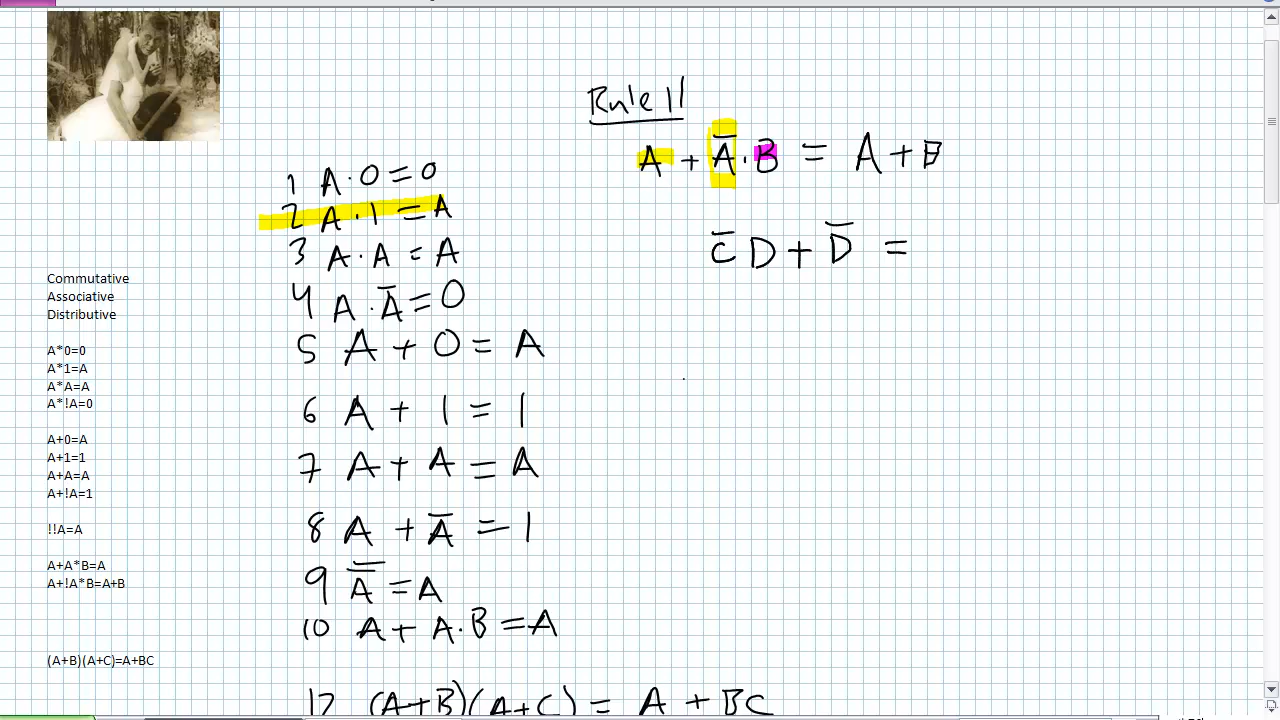 Rule 11
A + A̅ · B = A + B
C̅ D + D̅ =
1 A · 0 = 0
2 A · 1 = A
3 A · A = A
4 A · A̅ = 0
5 A + 0 = A
6 A + 1 = 1
7 A + A = A
8 A + A̅ = 1
9 A̿ = A
10 A + A · B = A
12 (A+B)(A+C) = A + BC
Commutative
Associative
Distributive
A*0=0
A*1=A
A*A=A
A*!A=0
A+0=A
A+1=1
A+A=A
A+!A=1
!!A=A
A+A*B=A
A+!A*B=A+B
(A+B)(A+C)=A+BC